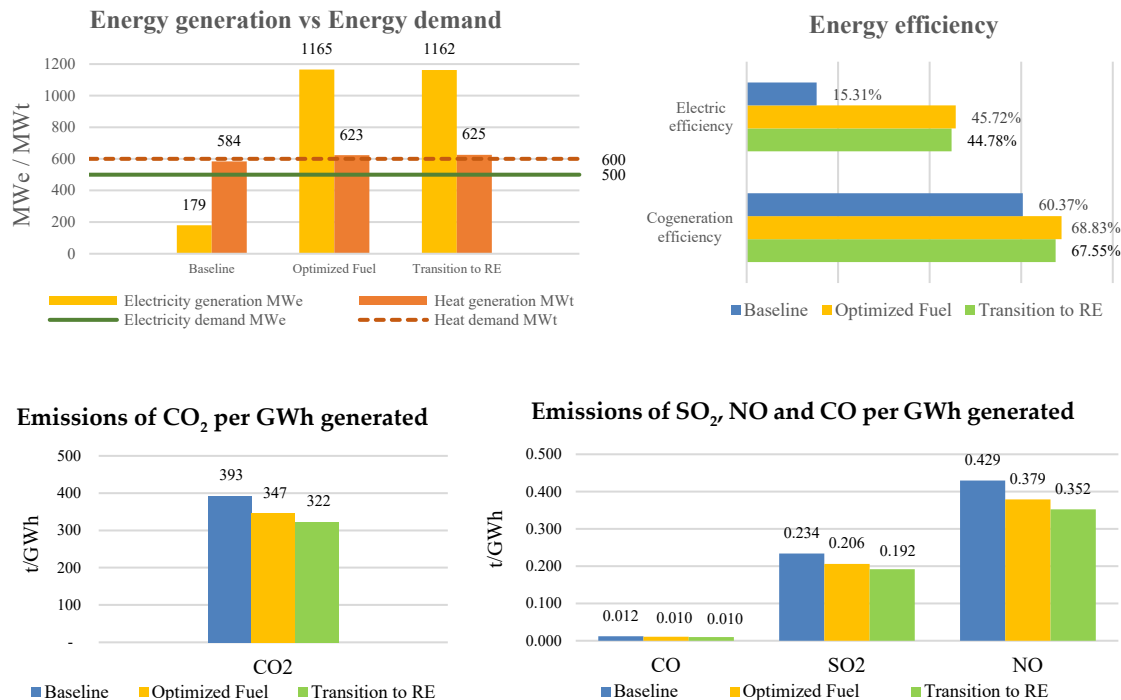 Energy generation vs Energy demand
MWe / MWt
1200
1000
800
600
400
200
0
179
584
1165
623
1162
625
600
500
Baseline
Optimized Fuel
Transition to RE
Electricity generation MWe
Heat generation MWt
Electricity demand MWe
Heat demand MWt
Energy efficiency
Electric
efficiency
15.31%
45.72%
44.78%
Cogeneration
efficiency
60.37%
68.83%
67.55%
Baseline
Optimized Fuel
Transition to RE
Emissions of CO₂ per GWh generated
t/GWh
500
400
300
200
100
-
393
347
322
CO2
Baseline
Optimized Fuel
Transition to RE
Emissions of SO₂, NO and CO per GWh generated
t/GWh
0.500
0.400
0.300
0.200
0.100
0.000
0.012
0.010
0.010
0.234
0.206
0.192
0.429
0.379
0.352
CO
SO2
NO
Baseline
Optimized Fuel
Transition to RE